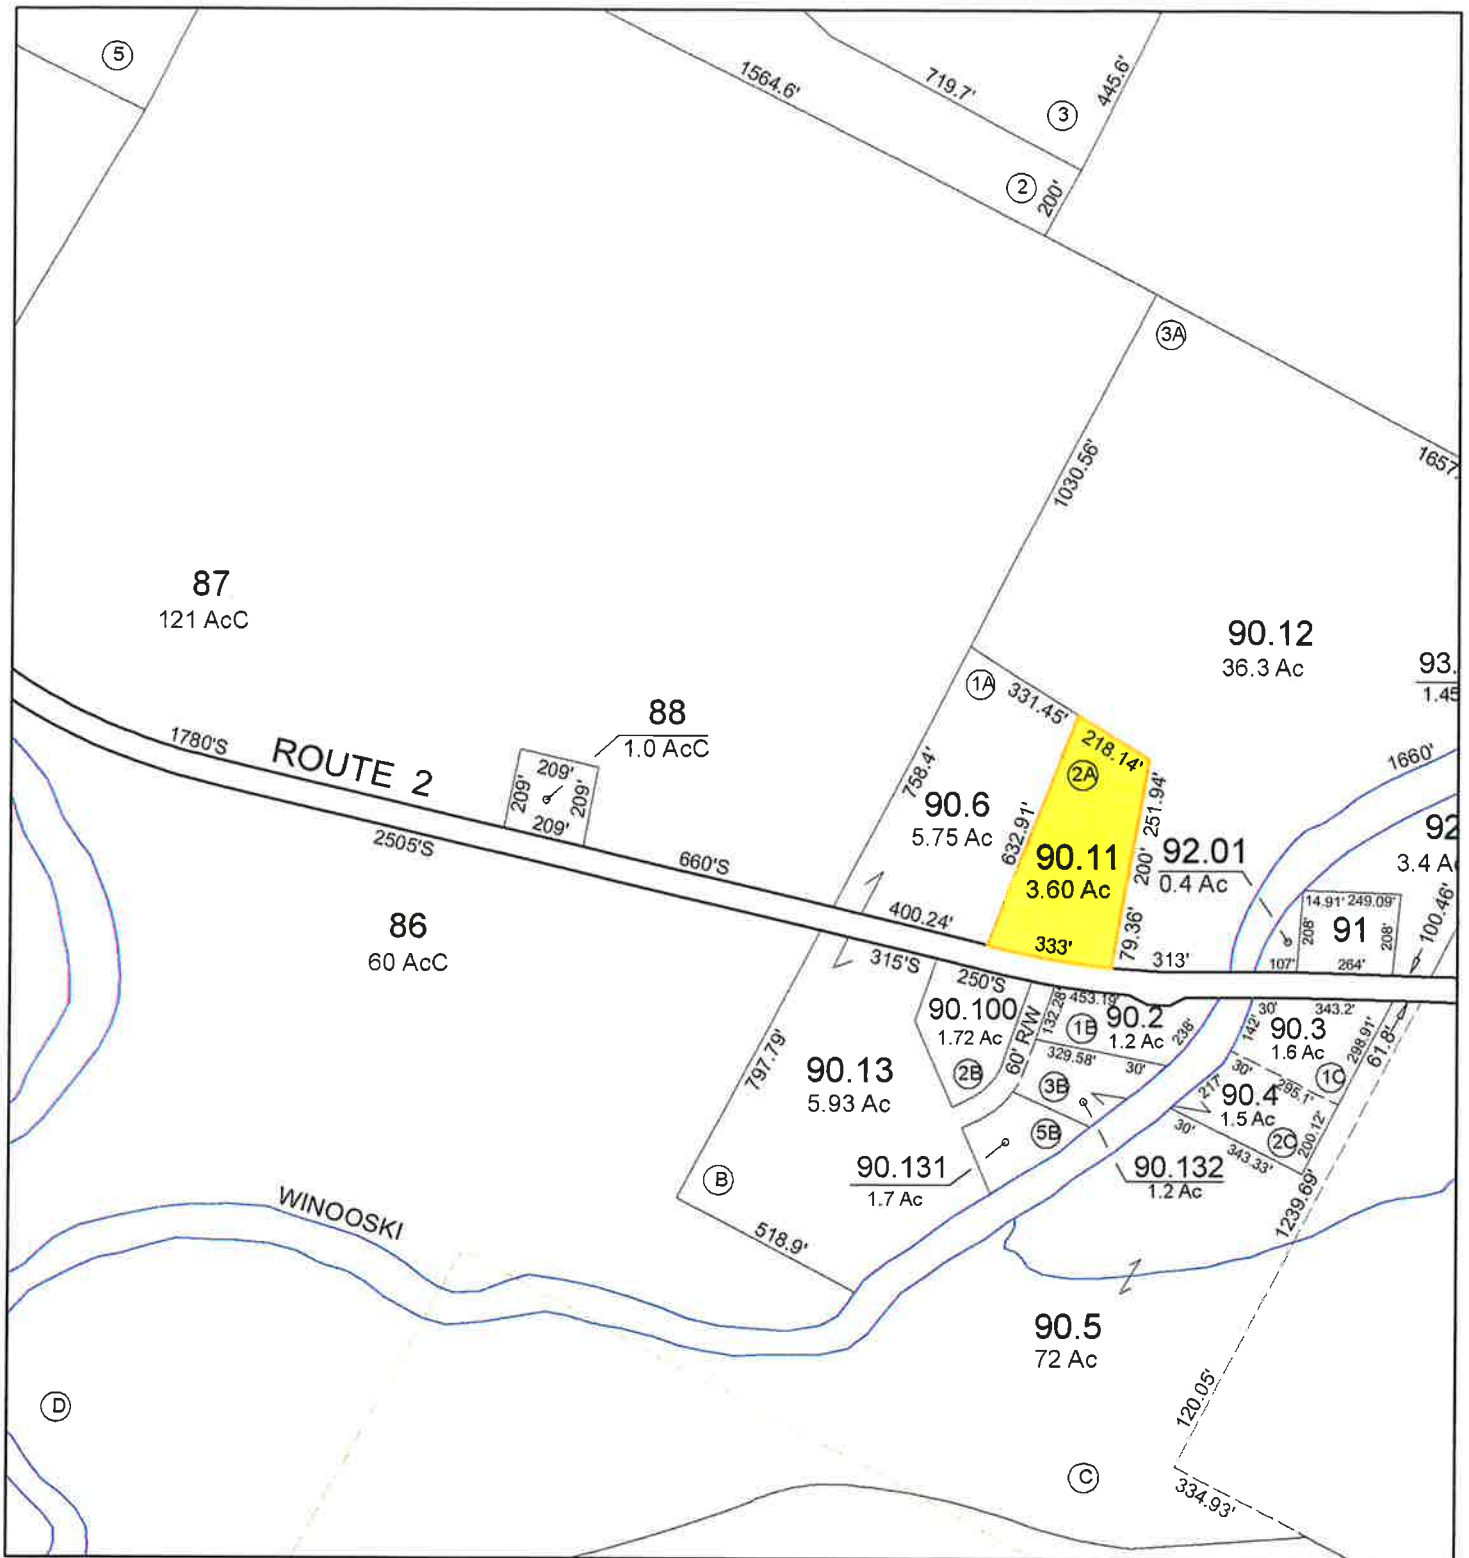 5
1564.6'
719.7'
445.6'
3
2
200'
3A
1030.56'
1657.
87
121 AcC
90.12
36.3 Ac
93.
1.45
88
1.0 AcC
1A
331.45'
218.14'
2A
1780'S
ROUTE 2
209'
209'
209'
209'
758.4'
90.6
5.75 Ac
632.91'
251.94'
1660'
2505'S
660'S
90.11
3.60 Ac
200'
92.01
0.4 Ac
92
3.4 A
86
60 AcC
400.24'
333'
79.36'
313'
14.91'
249.09'
208'
91
208'
100.46'
107'
264'
315'S
250'S
90.100
1.72 Ac
2B
60' R/W
132.28'
453.19'
1B
90.2
1.2 Ac
238'
329.58'
30'
142'
30'
343.2'
90.3
1.6 Ac
298.91'
61.8'
1C
797.79'
90.13
5.93 Ac
3B
217'
30'
295.1'
90.4
1.5 Ac
200.12'
2C
30'
343.33'
5B
90.131
1.7 Ac
90.132
1.2 Ac
B
518.9'
WINOOSKI
1239.69'
90.5
72 Ac
120.05'
D
C
334.93'